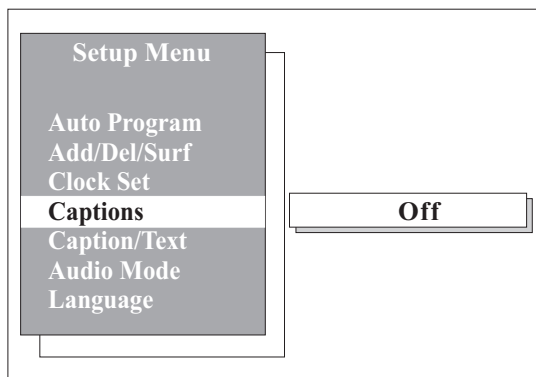 Setup Menu
Auto Program
Add/Del/Surf
Clock Set
Captions
Off
Caption/Text
Audio Mode
Language